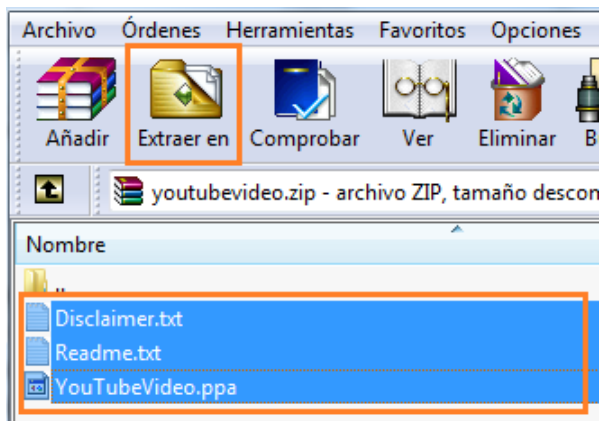 Archivo Órdenes Herramientas Favoritos Opciones
Añadir Extraer en Comprobar Ver Eliminar
youtubevideo.zip - archivo ZIP, tamaño
Nombre
..
Disclaimer.txt
Readme.txt
YouTubeVideo.ppa